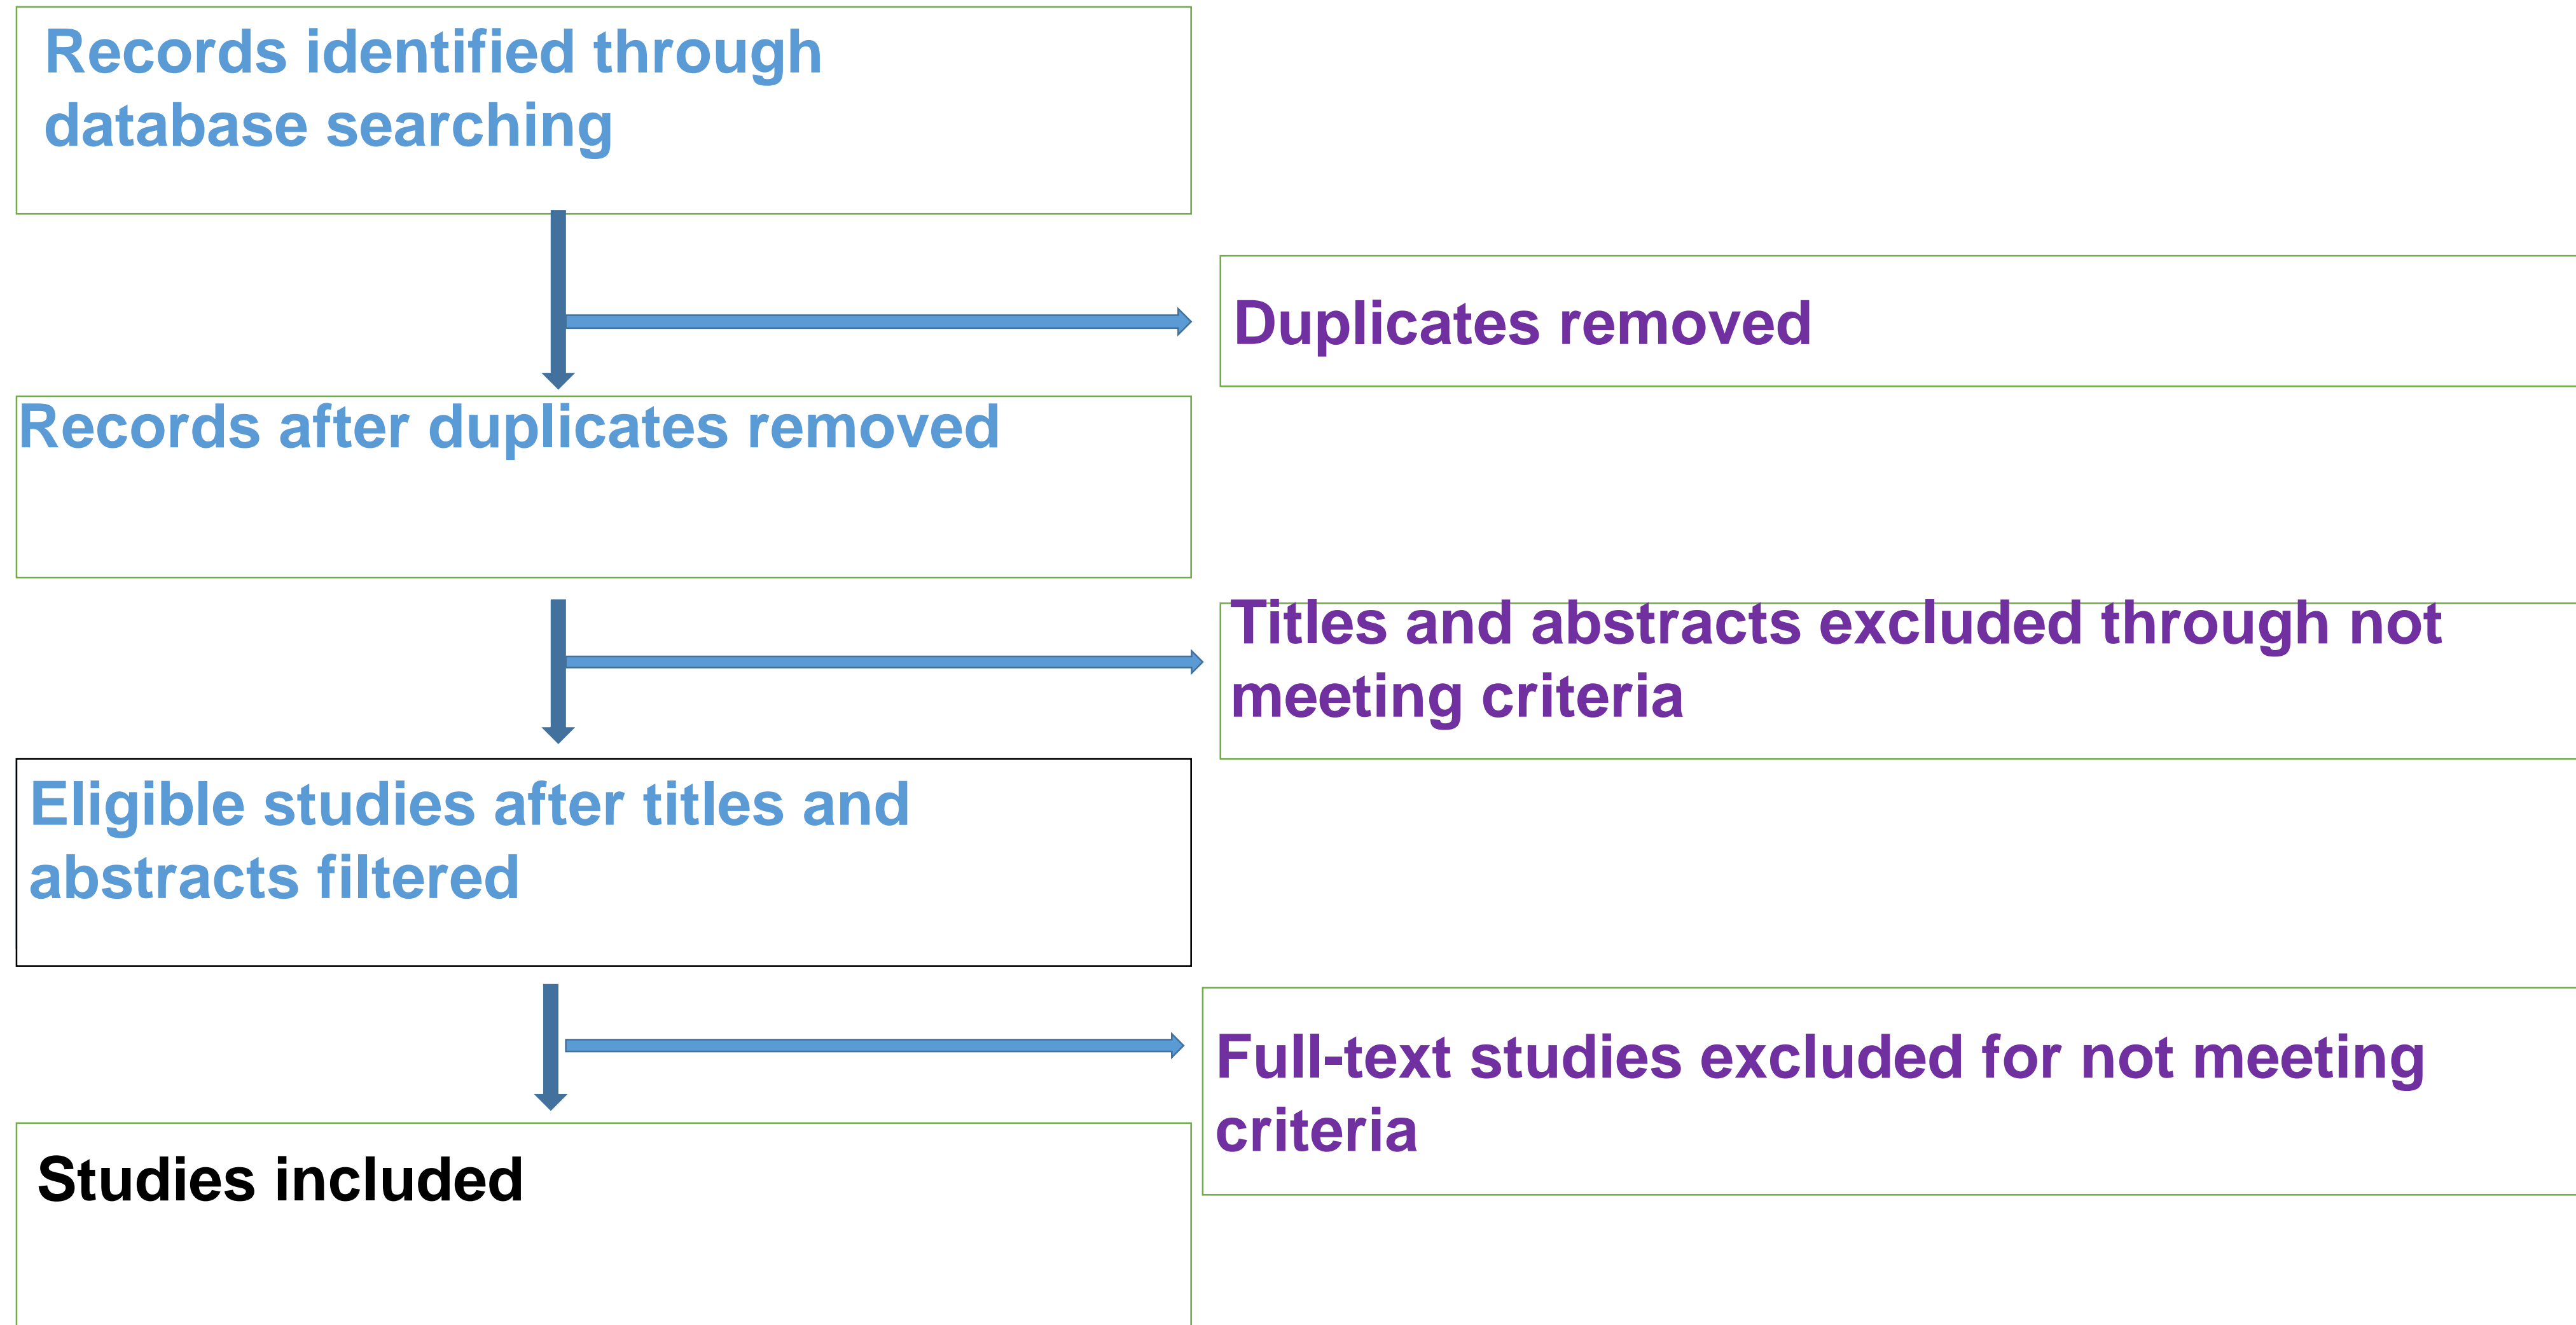 Records identified through
database searching
Duplicates removed
Records after duplicates removed
Titles and abstracts excluded through not
meeting criteria
Eligible studies after titles and
abstracts filtered
Full-text studies excluded for not meeting
criteria
Studies included